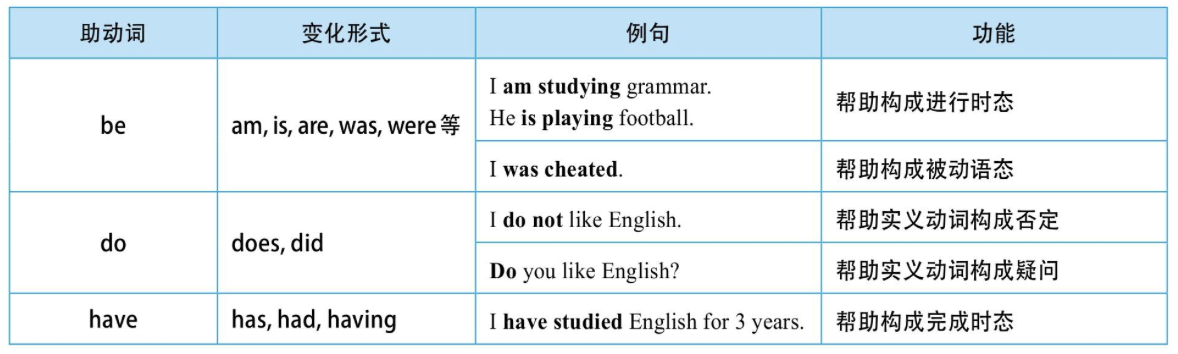 助动词 变化形式 例句 功能
be am, is, are, was, were等 I am studying grammar.
He is playing football. 帮助构成进行时态
I was cheated. 帮助构成被动语态
do does, did I do not like English. 帮助实义动词构成否定
Do you like English? 帮助实义动词构成疑问
have has, had, having I have studied English for 3 years. 帮助构成完成时态